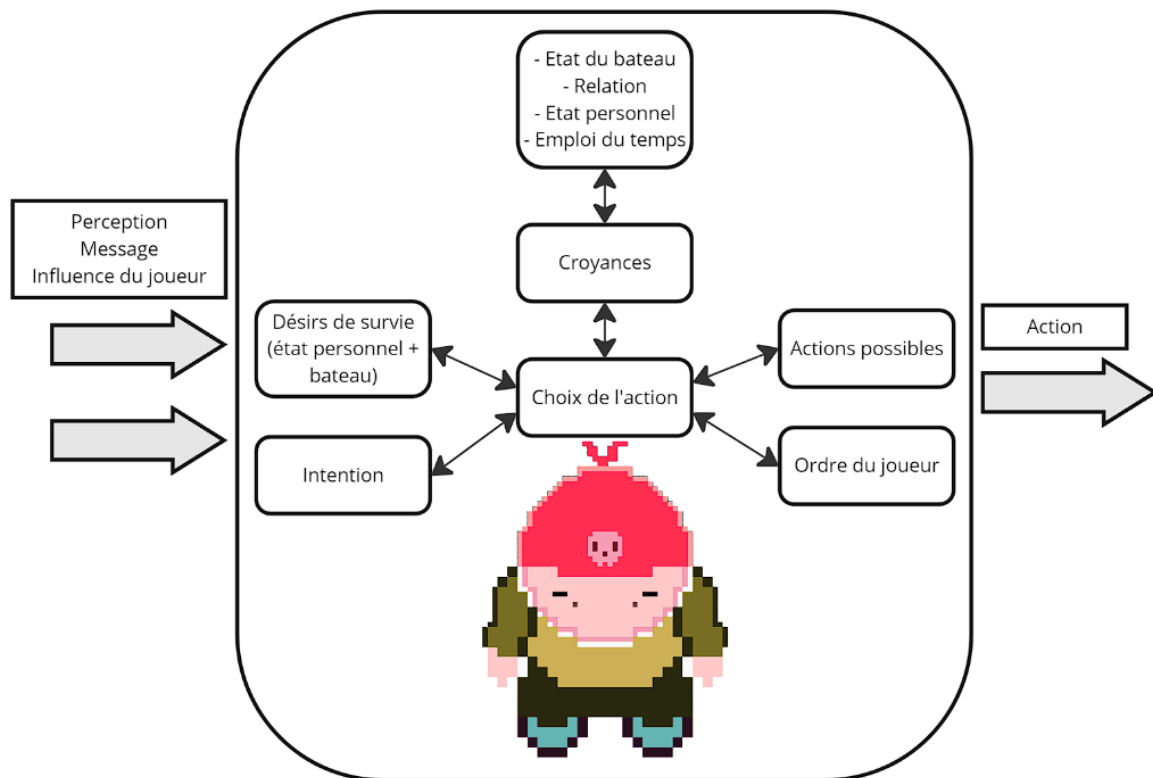 - Etat du bateau
- Relation
- Etat personnel
- Emploi du temps
Perception
Message
Influence du joueur
Croyances
Désirs de survie
(état personnel +
bateau)
Actions possibles
Action
Choix de l'action
Intention
Ordre du joueur